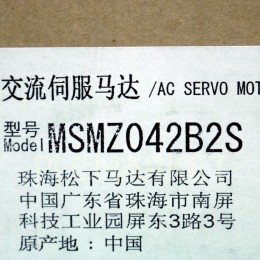 交流伺服马达 /AC SERVO MOT
型号
Model MSMZ042B2S
珠海松下马达有限公司
中国广东省珠海市南屏
科技工业园屏东3路3号
原产地：中国